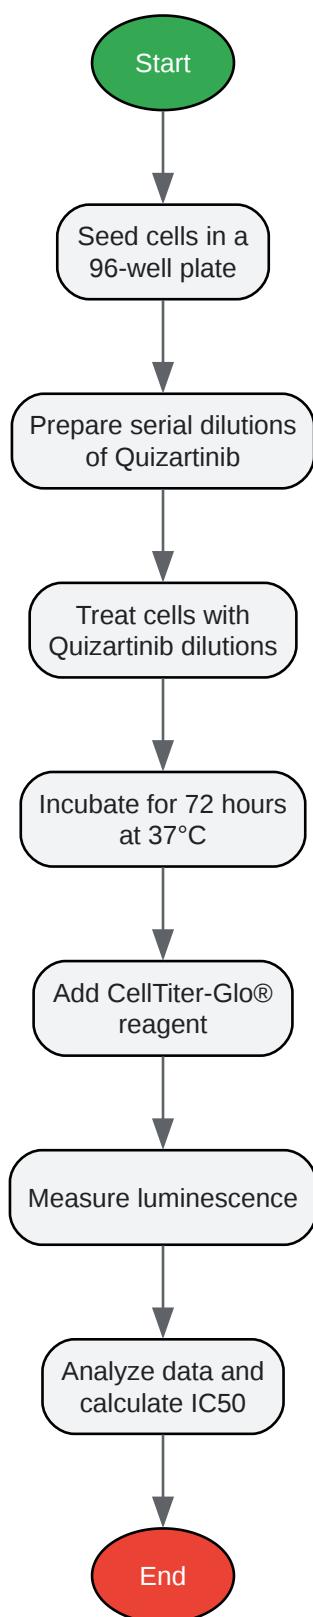 Start
Seed cells in a
96-well plate
Prepare serial dilutions
of Quizartinib
Treat cells with
Quizartinib dilutions
Incubate for 72 hours
at 37°C
Add CellTiter-Glo®
reagent
Measure luminescence
Analyze data and
calculate IC50
End